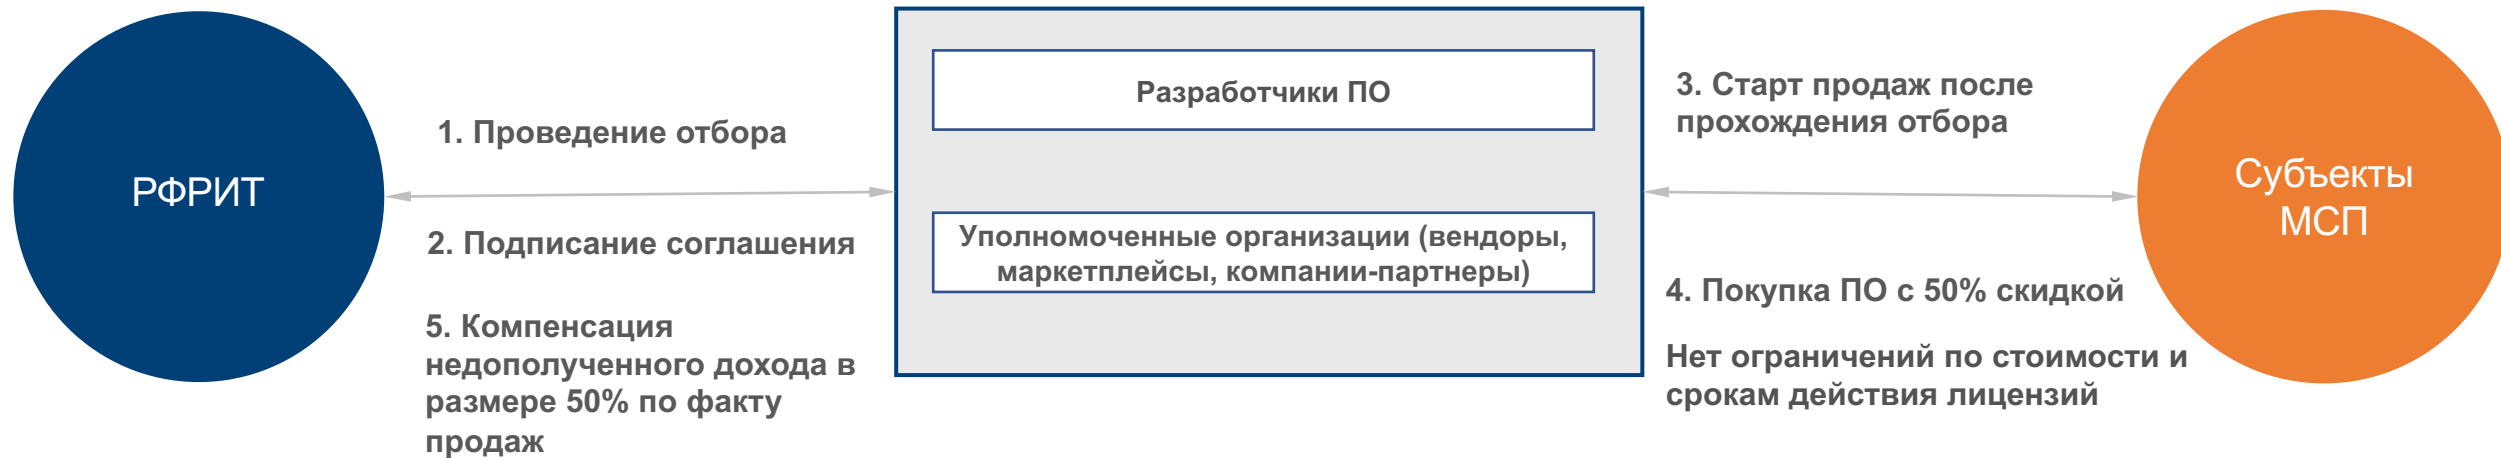 РФРИТ
1. Проведение отбора
2. Подписание соглашения
5. Компенсация
недополученного дохода в
размере 50% по факту
продаж
Разработчики ПО
Уполномоченные организации (вендоры,
маркетплейсы, компании-партнеры)
3. Старт продаж после
прохождения отбора
4. Покупка ПО с 50% скидкой
Нет ограничений по стоимости и
срокам действия лицензий
Субъекты
МСП